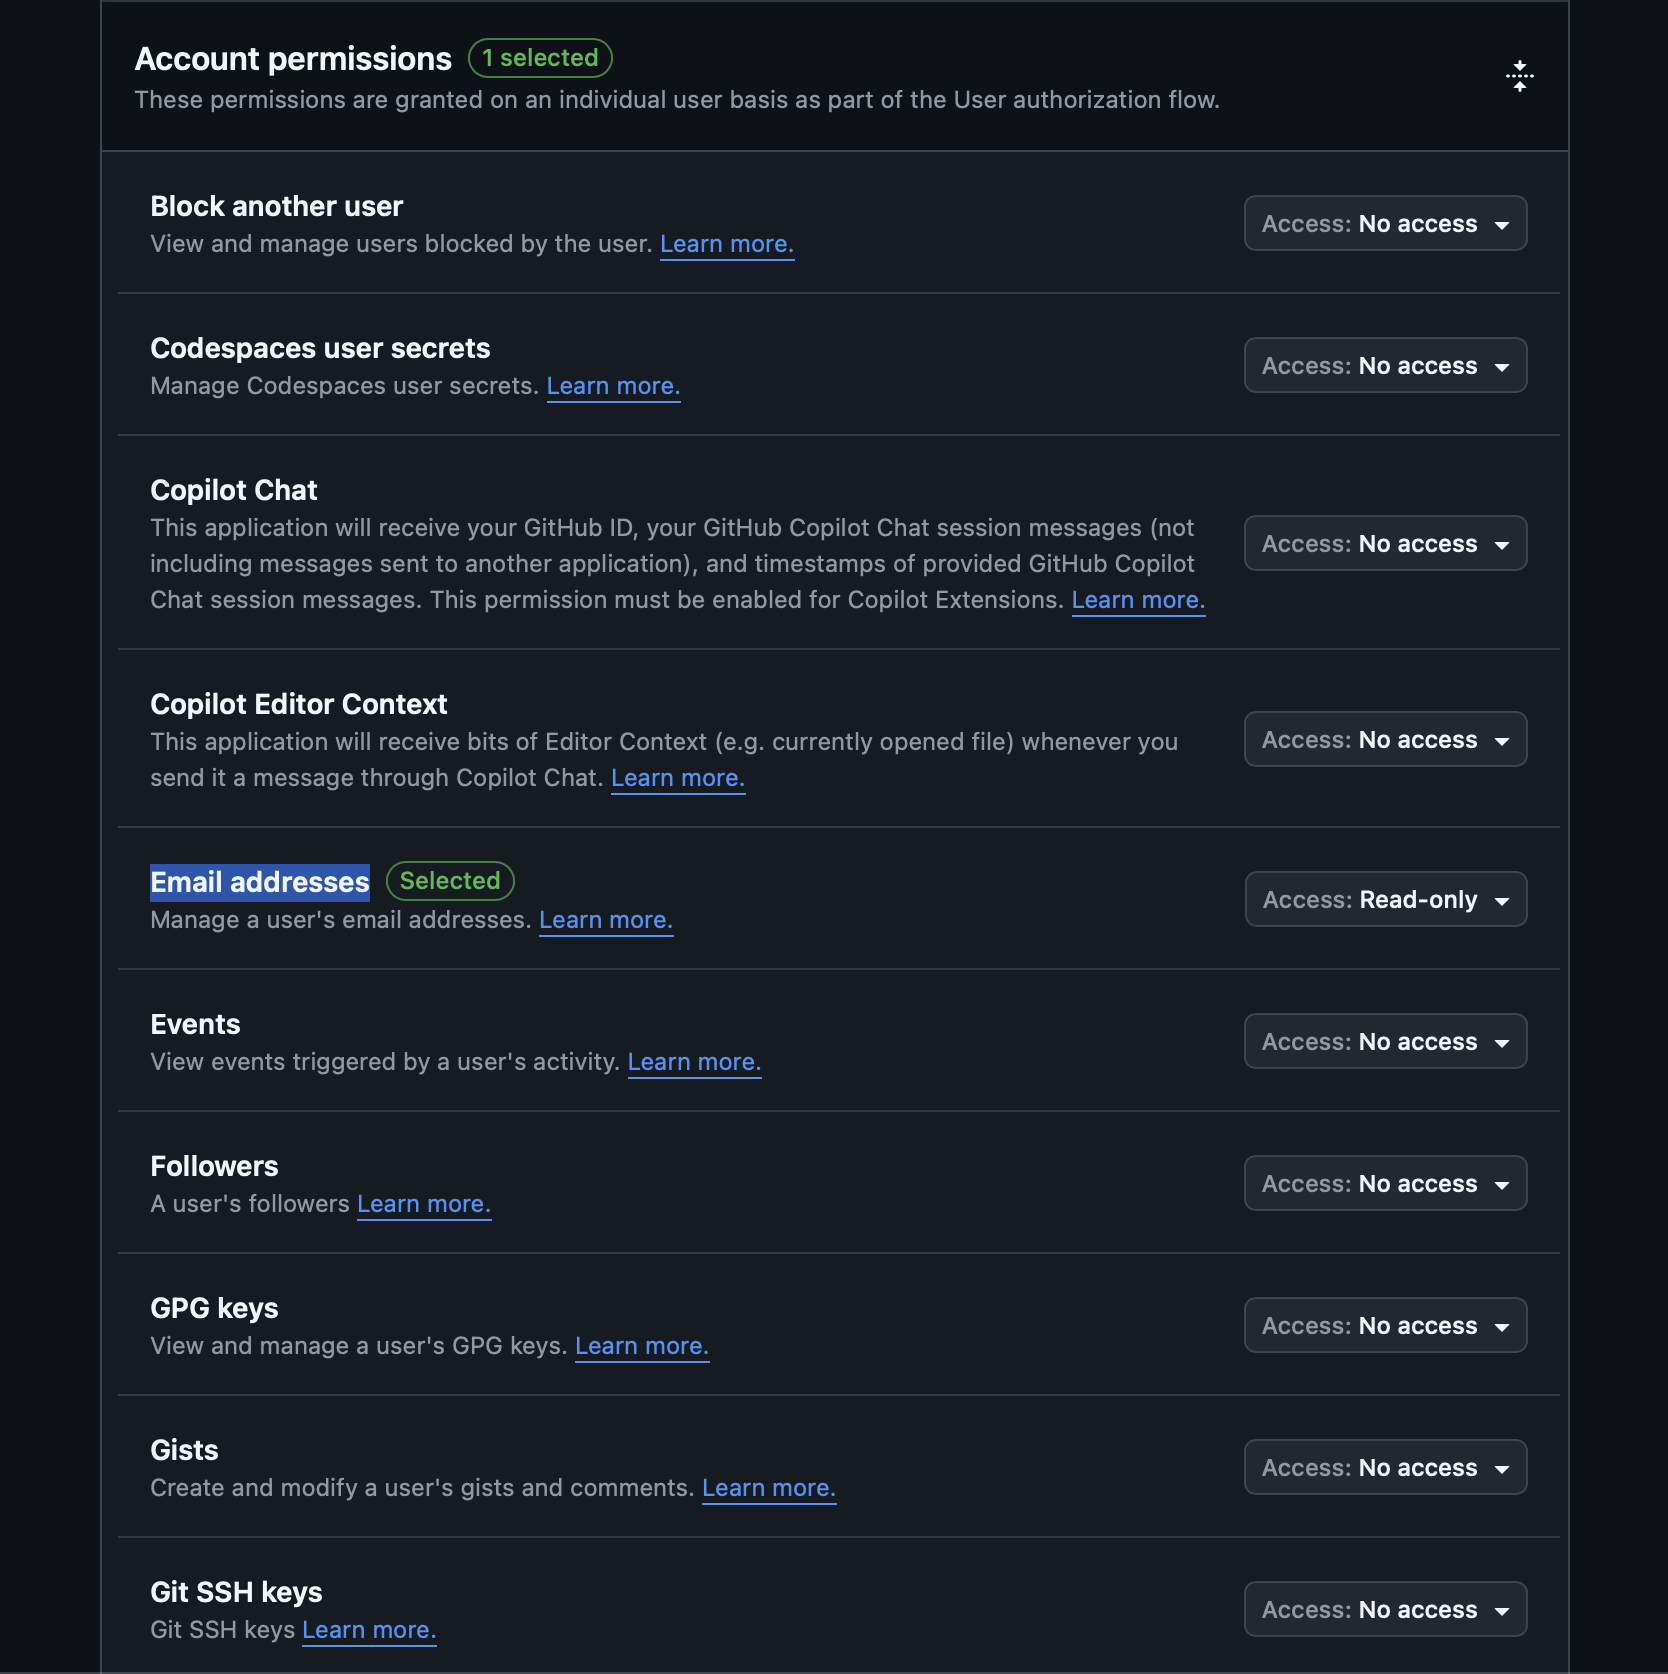 Account permissions 1 selected
These permissions are granted on an individual user basis as part of the User authorization flow.
Block another user
View and manage users blocked by the user. Learn more.
Access: No access
Codespaces user secrets
Manage Codespaces user secrets. Learn more.
Access: No access
Copilot Chat
This application will receive your GitHub ID, your GitHub Copilot Chat session messages (not
including messages sent to another application), and timestamps of provided GitHub Copilot
Chat session messages. This permission must be enabled for Copilot Extensions. Learn more.
Access: No access
Copilot Editor Context
This application will receive bits of Editor Context (e.g. currently opened file) whenever you
send it a message through Copilot Chat. Learn more.
Access: No access
Email addresses Selected
Manage a user's email addresses. Learn more.
Access: Read-only
Events
View events triggered by a user's activity. Learn more.
Access: No access
Followers
A user's followers Learn more.
Access: No access
GPG keys
View and manage a user's GPG keys. Learn more.
Access: No access
Gists
Create and modify a user's gists and comments. Learn more.
Access: No access
Git SSH keys
Git SSH keys Learn more.
Access: No access